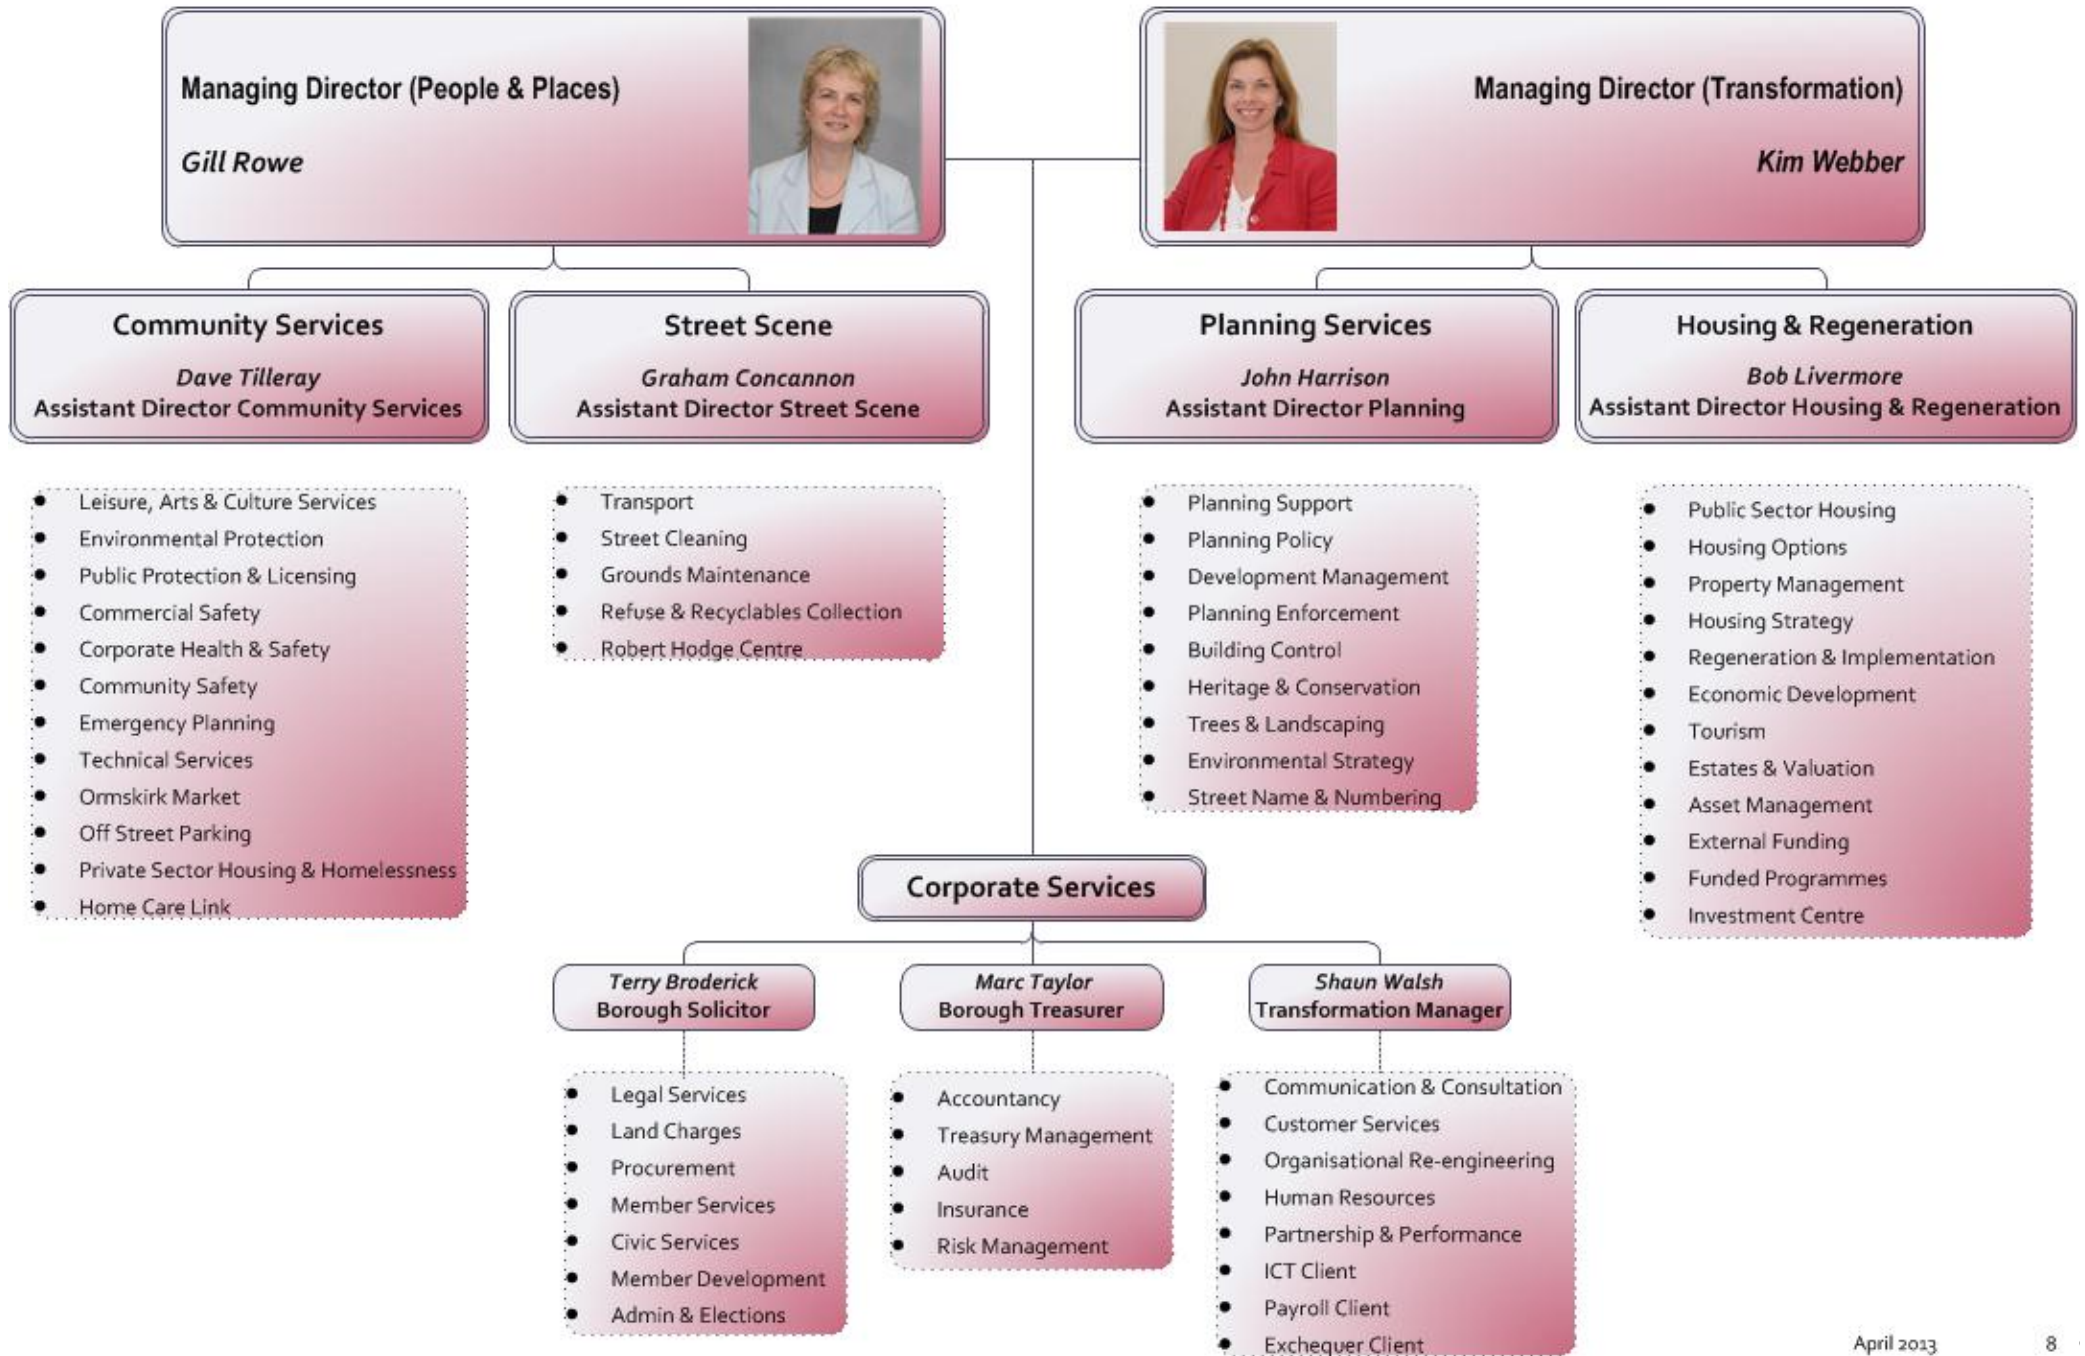 Managing Director (People & Places)
Gill Rowe
Managing Director (Transformation)
Kim Webber
Community Services
Dave Tilleray
Assistant Director Community Services
Street Scene
Graham Concannon
Assistant Director Street Scene
Planning Services
John Harrison
Assistant Director Planning
Housing & Regeneration
Bob Livermore
Assistant Director Housing & Regeneration
• Leisure, Arts & Culture Services
• Environmental Protection
• Public Protection & Licensing
• Commercial Safety
• Corporate Health & Safety
• Community Safety
• Emergency Planning
• Technical Services
• Ormskirk Market
• Off Street Parking
• Private Sector Housing & Homelessness
• Home Care Link
• Transport
• Street Cleaning
• Grounds Maintenance
• Refuse & Recyclables Collection
• Robert Hodge Centre
• Planning Support
• Planning Policy
• Development Management
• Planning Enforcement
• Building Control
• Heritage & Conservation
• Trees & Landscaping
• Environmental Strategy
• Street Name & Numbering
• Public Sector Housing
• Housing Options
• Property Management
• Housing Strategy
• Regeneration & Implementation
• Economic Development
• Tourism
• Estates & Valuation
• Asset Management
• External Funding
• Funded Programmes
• Investment Centre
Corporate Services
Terry Broderick
Borough Solicitor
Marc Taylor
Borough Treasurer
Shaun Walsh
Transformation Manager
• Legal Services
• Land Charges
• Procurement
• Member Services
• Civic Services
• Member Development
• Admin & Elections
• Accountancy
• Treasury Management
• Audit
• Insurance
• Risk Management
• Communication & Consultation
• Customer Services
• Organisational Re-engineering
• Human Resources
• Partnership & Performance
• ICT Client
• Payroll Client
• Exchequer Client
April 2013
8